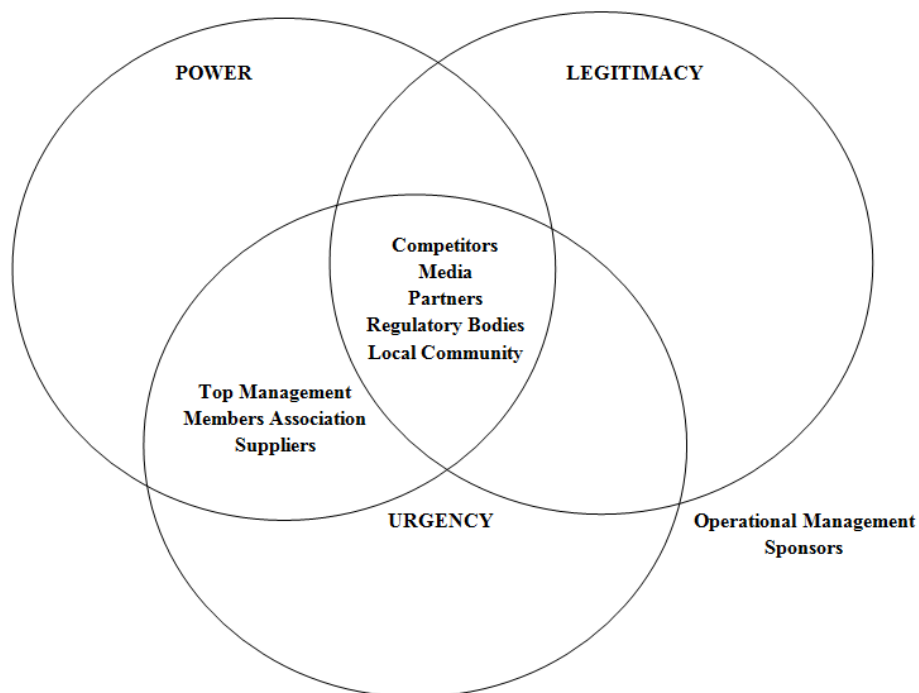 POWER
LEGITIMACY
Competitors
Media
Partners
Regulatory Bodies
Local Community
Top Management
Members Association
Suppliers
URGENCY
Operational Management
Sponsors